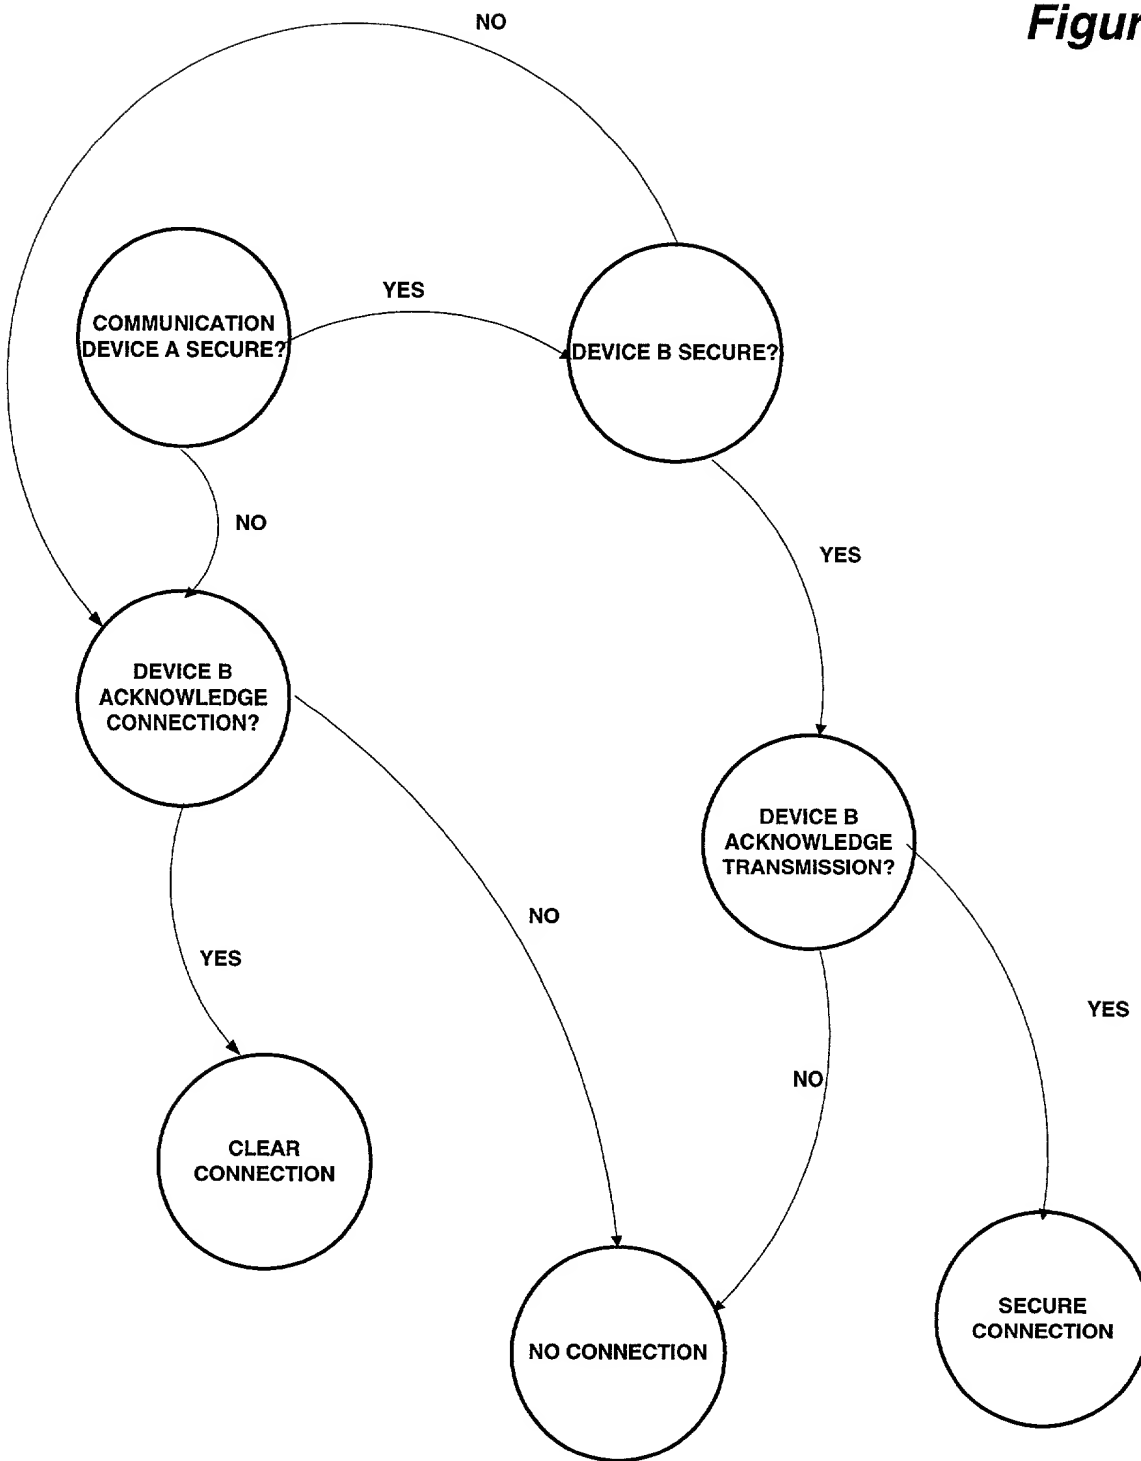 NO
Figur
COMMUNICATION
DEVICE A SECURE?
YES
DEVICE B SECURE?
NO
YES
DEVICE B
ACKNOWLEDGE
CONNECTION?
DEVICE B
ACKNOWLEDGE
TRANSMISSION?
NO
YES
YES
NO
CLEAR
CONNECTION
NO CONNECTION
SECURE
CONNECTION